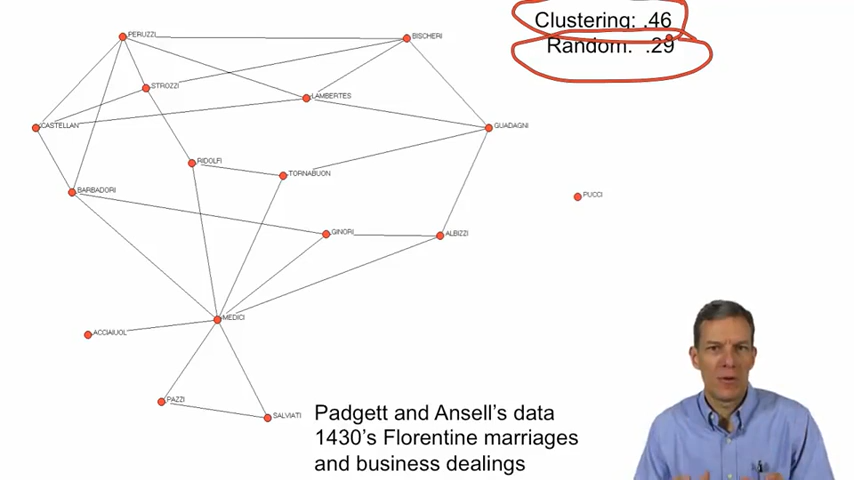 Clustering: .46
Random: .29
PERUZZI
BISCHERI
STROZZI
LAMBERTES
CASTELLAN
GUADAGNI
RIDOLFI
TORNABUON
BARBADORI
PUCCI
GINORI
ALBIZZI
MEDICI
ACCIAIUOL
PAZZI
SALVIATI
Padgett and Ansell's data
1430's Florentine marriages
and business dealings